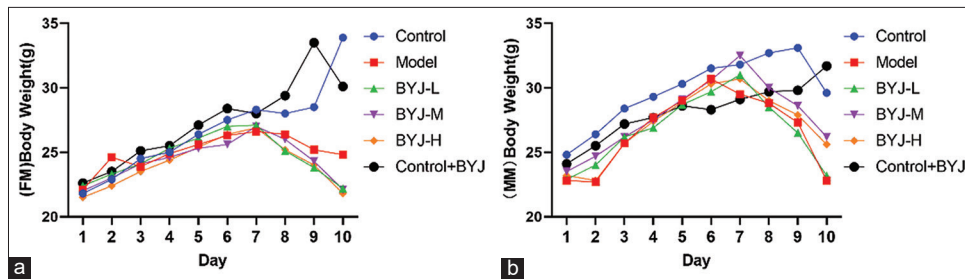 35
30
25
20
(FM)Body Weight(g)
1 2 3 4 5 6 7 8 9 10
Day
Control
Model
BYJ-L
BYJ-M
BYJ-H
Control+BYJ
a
35
30
25
20
（MM）Body Weight(g)
1 2 3 4 5 6 7 8 9 10
Day
Control
Model
BYJ-L
BYJ-M
BYJ-H
Control+BYJ
b